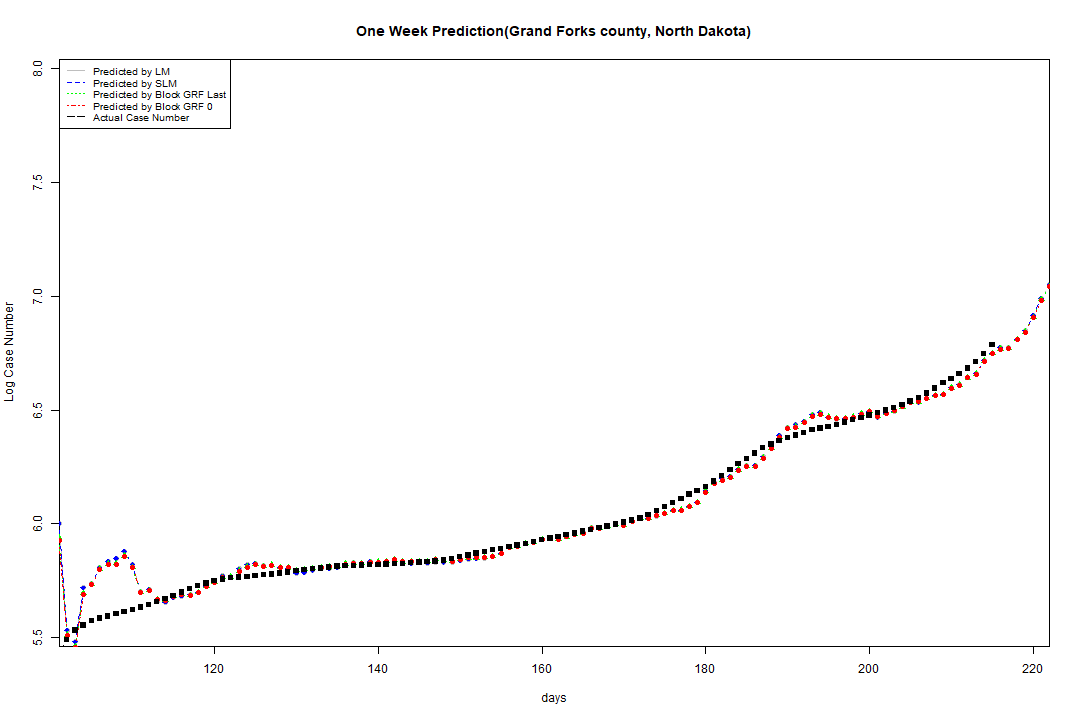 One Week Prediction(Grand Forks county, North Dakota)
Predicted by LM
Predicted by SLM
Predicted by Block GRF Last
Predicted by Block GRF 0
Actual Case Number
8.0
7.5
7.0
6.5
6.0
5.5
Log Case Number
120 140 160 180 200 220
days